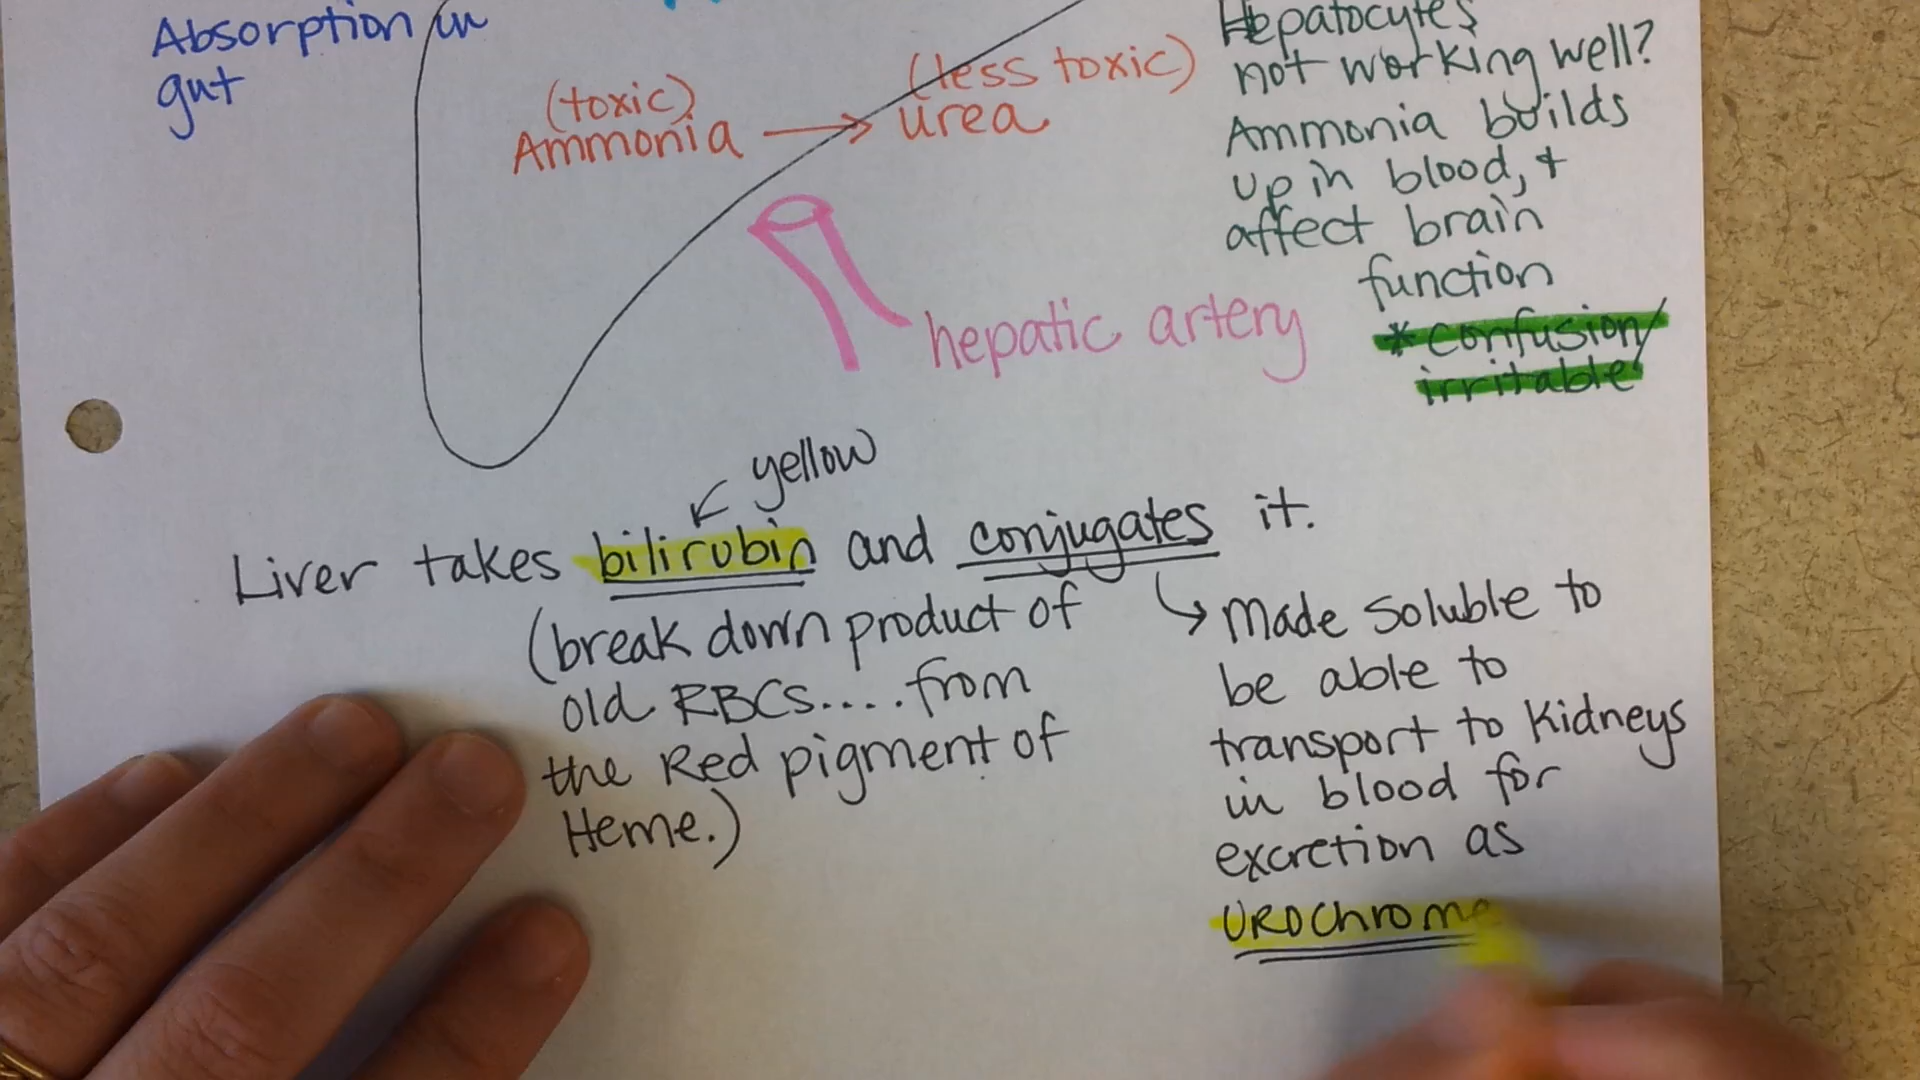 Absorption in
gut
(toxic)
Ammonia → urea
(less toxic)
Hepatocytes
not working well?
Ammonia builds
up in blood, +
affect brain
function
* confusion/
irritable
hepatic artery
yellow
Liver takes bilirubin and conjugates it.
(break down product of
old RBCs....from
the Red pigment of
Heme.)
↳ Made soluble to
be able to
transport to Kidneys
in blood for
excretion as
UROchrome